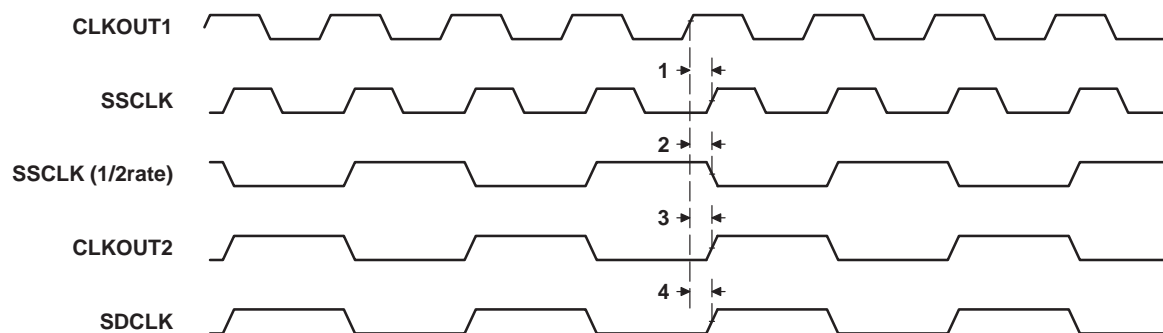 CLKOUT1
1
SSCLK
2
SSCLK (1/2rate)
3
CLKOUT2
4
SDCLK